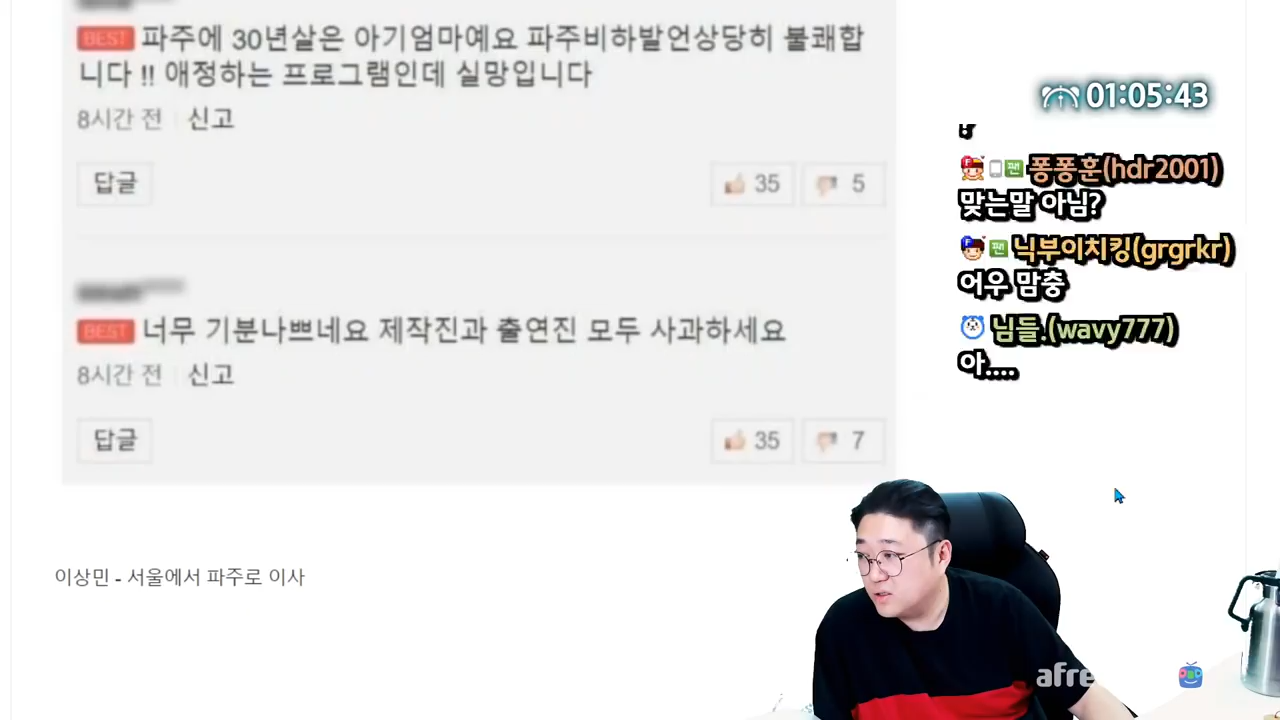 BEST 파주에 30년살은 아기엄마예요 파주비하발언상당히 불쾌합
니다 !! 애정하는 프로그램인데 실망입니다
8시간 전 신고
답글 35 5
BEST 너무 기분나쁘네요 제작진과 출연진 모두 사과하세요
8시간 전 신고
답글 35 7
이상민 - 서울에서 파주로 이사
01:05:43
F 팬 퐁퐁훈(hdr2001)
맞는말 아님?
F 팬 닉부이치킹(grgrkr)
어우 맘충
님들.(wavy777)
아....
afre